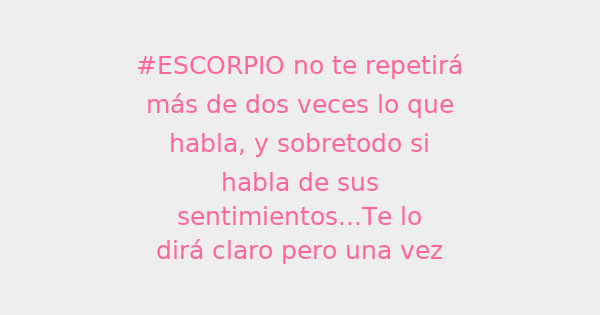 #ESCORPIO no te repetirá
más de dos veces lo que
habla, y sobretodo si
habla de sus
sentimientos...Te lo
dirá claro pero una vez